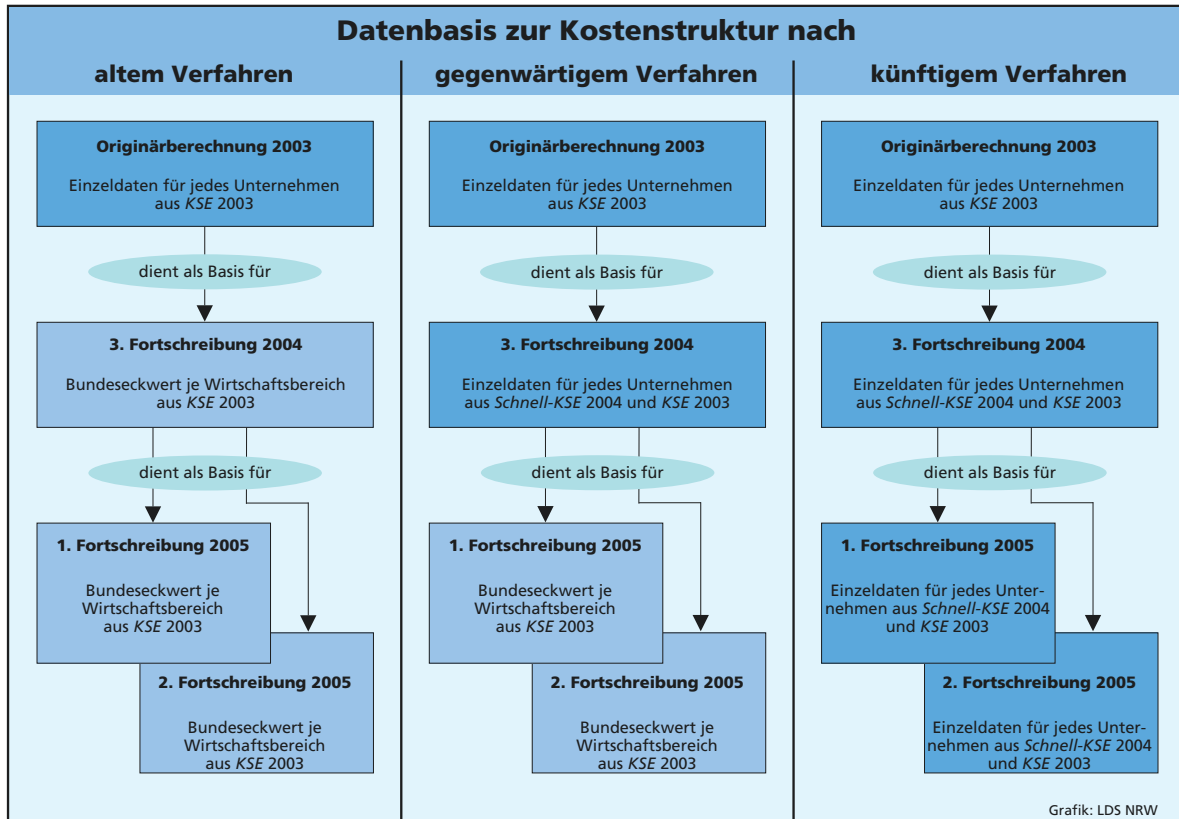 Datenbasis zur Kostenstruktur nach
altem Verfahren
Originärberechnung 2003
Einzeldaten für jedes Unternehmen
aus KSE 2003
dient als Basis für
3. Fortschreibung 2004
Bundeseckwert je Wirtschaftsbereich
aus KSE 2003
dient als Basis für
1. Fortschreibung 2005
Bundeseckwert je
Wirtschaftsbereich
aus KSE 2003
2. Fortschreibung 2005
Bundeseckwert je
Wirtschaftsbereich
aus KSE 2003
gegenwärtigem Verfahren
Originärberechnung 2003
Einzeldaten für jedes Unternehmen
aus KSE 2003
dient als Basis für
3. Fortschreibung 2004
Einzeldaten für jedes Unternehmen
aus Schnell-KSE 2004 und KSE 2003
dient als Basis für
1. Fortschreibung 2005
Bundeseckwert je
Wirtschaftsbereich
aus KSE 2003
2. Fortschreibung 2005
Bundeseckwert je
Wirtschaftsbereich
aus KSE 2003
künftigem Verfahren
Originärberechnung 2003
Einzeldaten für jedes Unternehmen
aus KSE 2003
dient als Basis für
3. Fortschreibung 2004
Einzeldaten für jedes Unternehmen
aus Schnell-KSE 2004 und KSE 2003
dient als Basis für
1. Fortschreibung 2005
Einzeldaten für jedes Unter-
nehmen aus Schnell-KSE 2004
und KSE 2003
2. Fortschreibung 2005
Einzeldaten für jedes Unter-
nehmen aus Schnell-KSE 2004
und KSE 2003
Grafik: LDS NRW